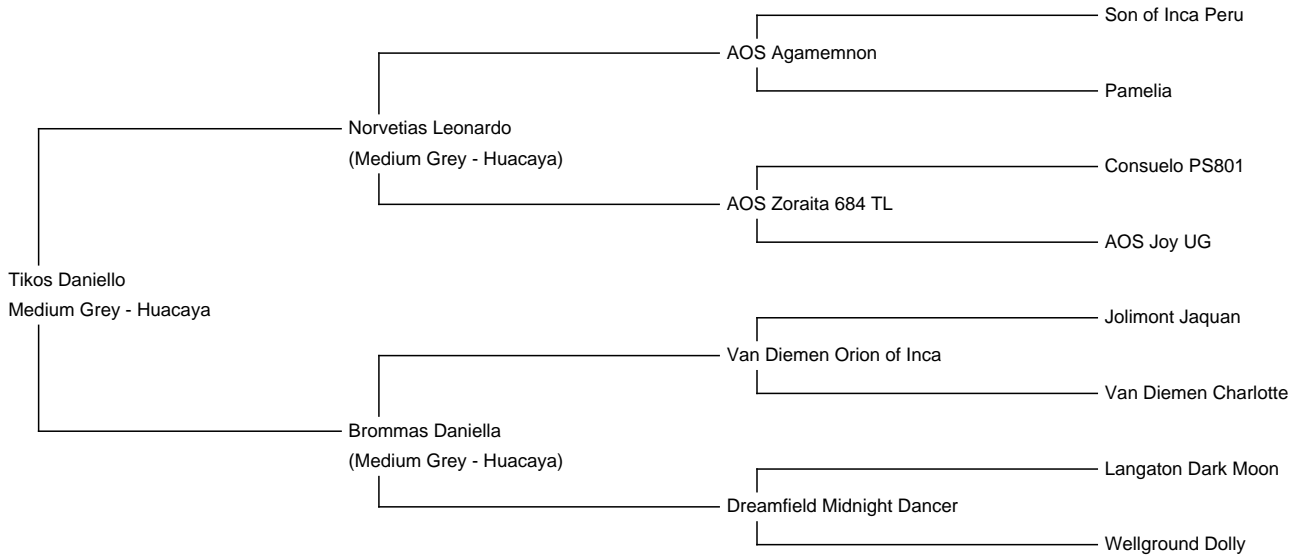 Son of Inca Peru
AOS Agamemnon
Pamelia
Norvetias Leonardo
(Medium Grey - Huacaya)
Consuelo PS801
AOS Zoraita 684 TL
AOS Joy UG
Tikos Daniello
Medium Grey - Huacaya
Jolimont Jaquan
Van Diemen Orion of Inca
Van Diemen Charlotte
Brommas Daniella
(Medium Grey - Huacaya)
Langaton Dark Moon
Dreamfield Midnight Dancer
Wellground Dolly